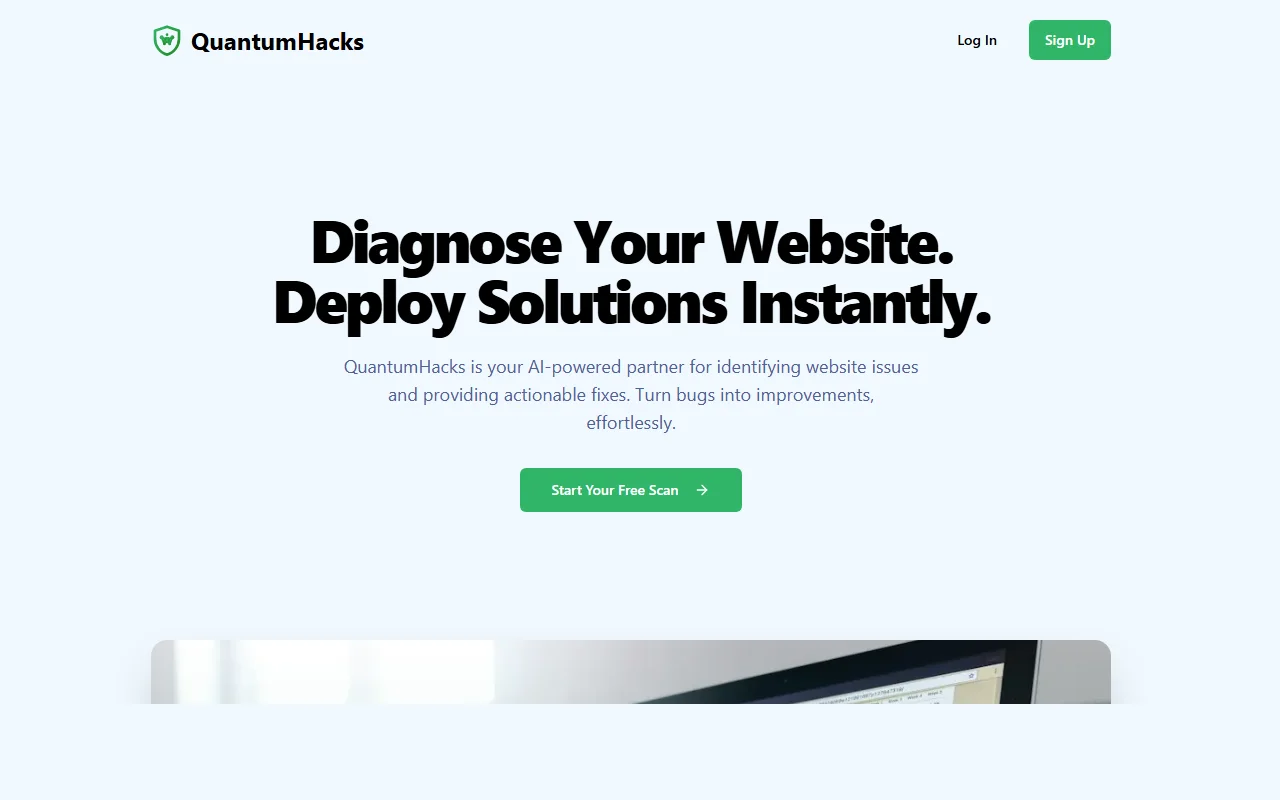 QuantumHacks
Log In
Sign Up
Diagnose Your Website.
Deploy Solutions Instantly.
QuantumHacks is your AI-powered partner for identifying website issues
and providing actionable fixes. Turn bugs into improvements,
effortlessly.
Start Your Free Scan